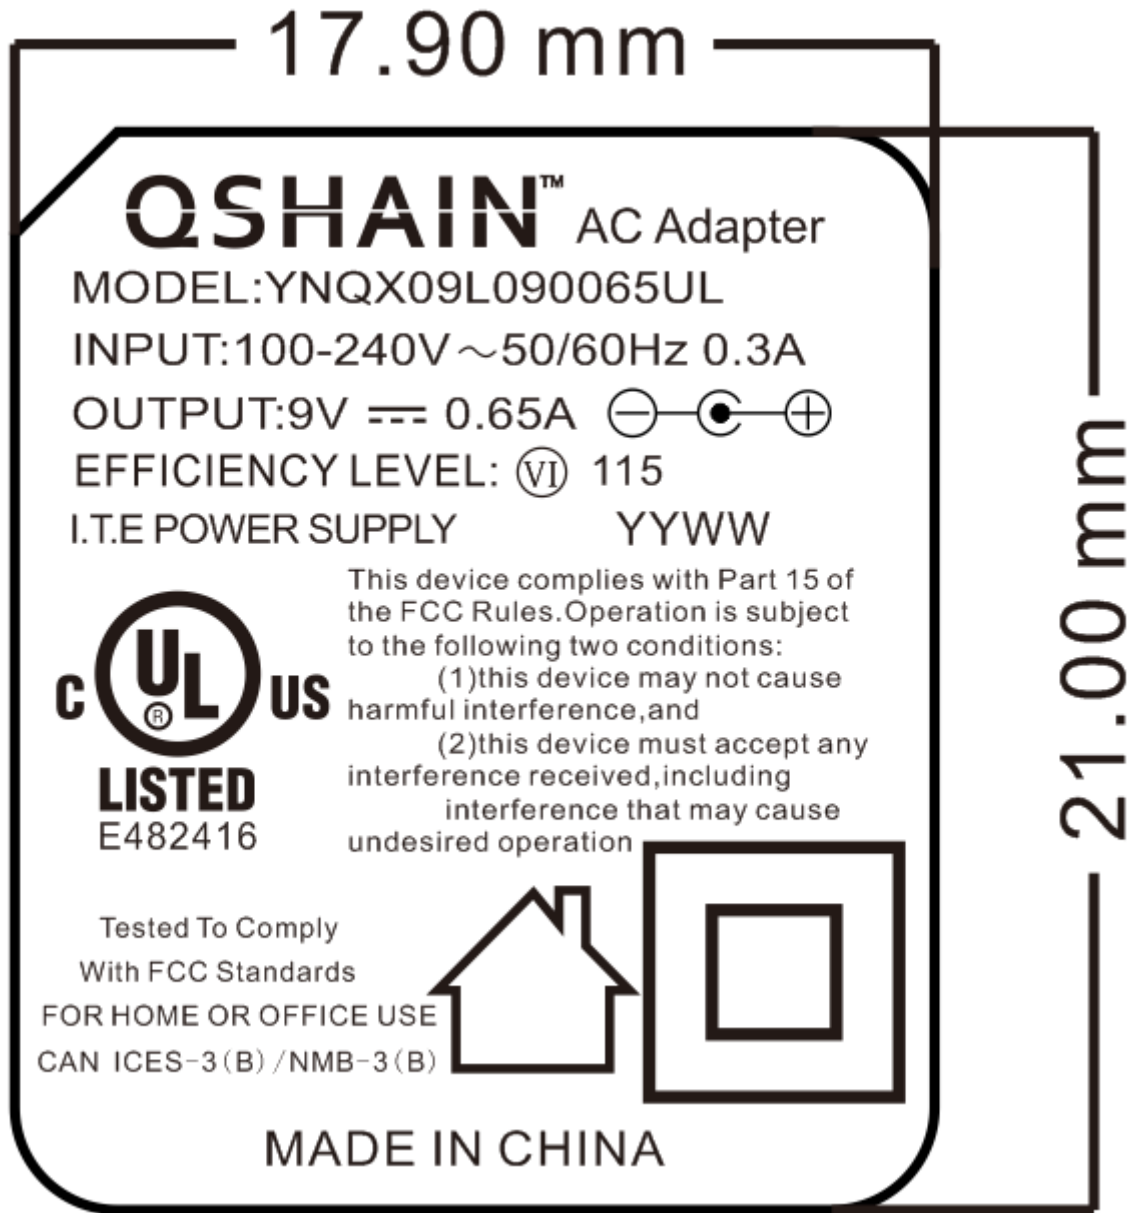 17.90 mm
QSHAIN™ AC Adapter
MODEL:YNQX09L090065UL
INPUT:100-240V～50/60Hz 0.3A
OUTPUT:9V ⎓ 0.65A
EFFICIENCY LEVEL: Ⓥ︎VI 115
I.T.E POWER SUPPLY YYWW
This device complies with Part 15 of
the FCC Rules.Operation is subject
to the following two conditions:
(1)this device may not cause
harmful interference,and
(2)this device must accept any
interference received,including
interference that may cause
undesired operation
C UL® US
LISTED
E482416
Tested To Comply
With FCC Standards
FOR HOME OR OFFICE USE
CAN ICES-3(B)/NMB-3(B)
MADE IN CHINA
21.00 mm